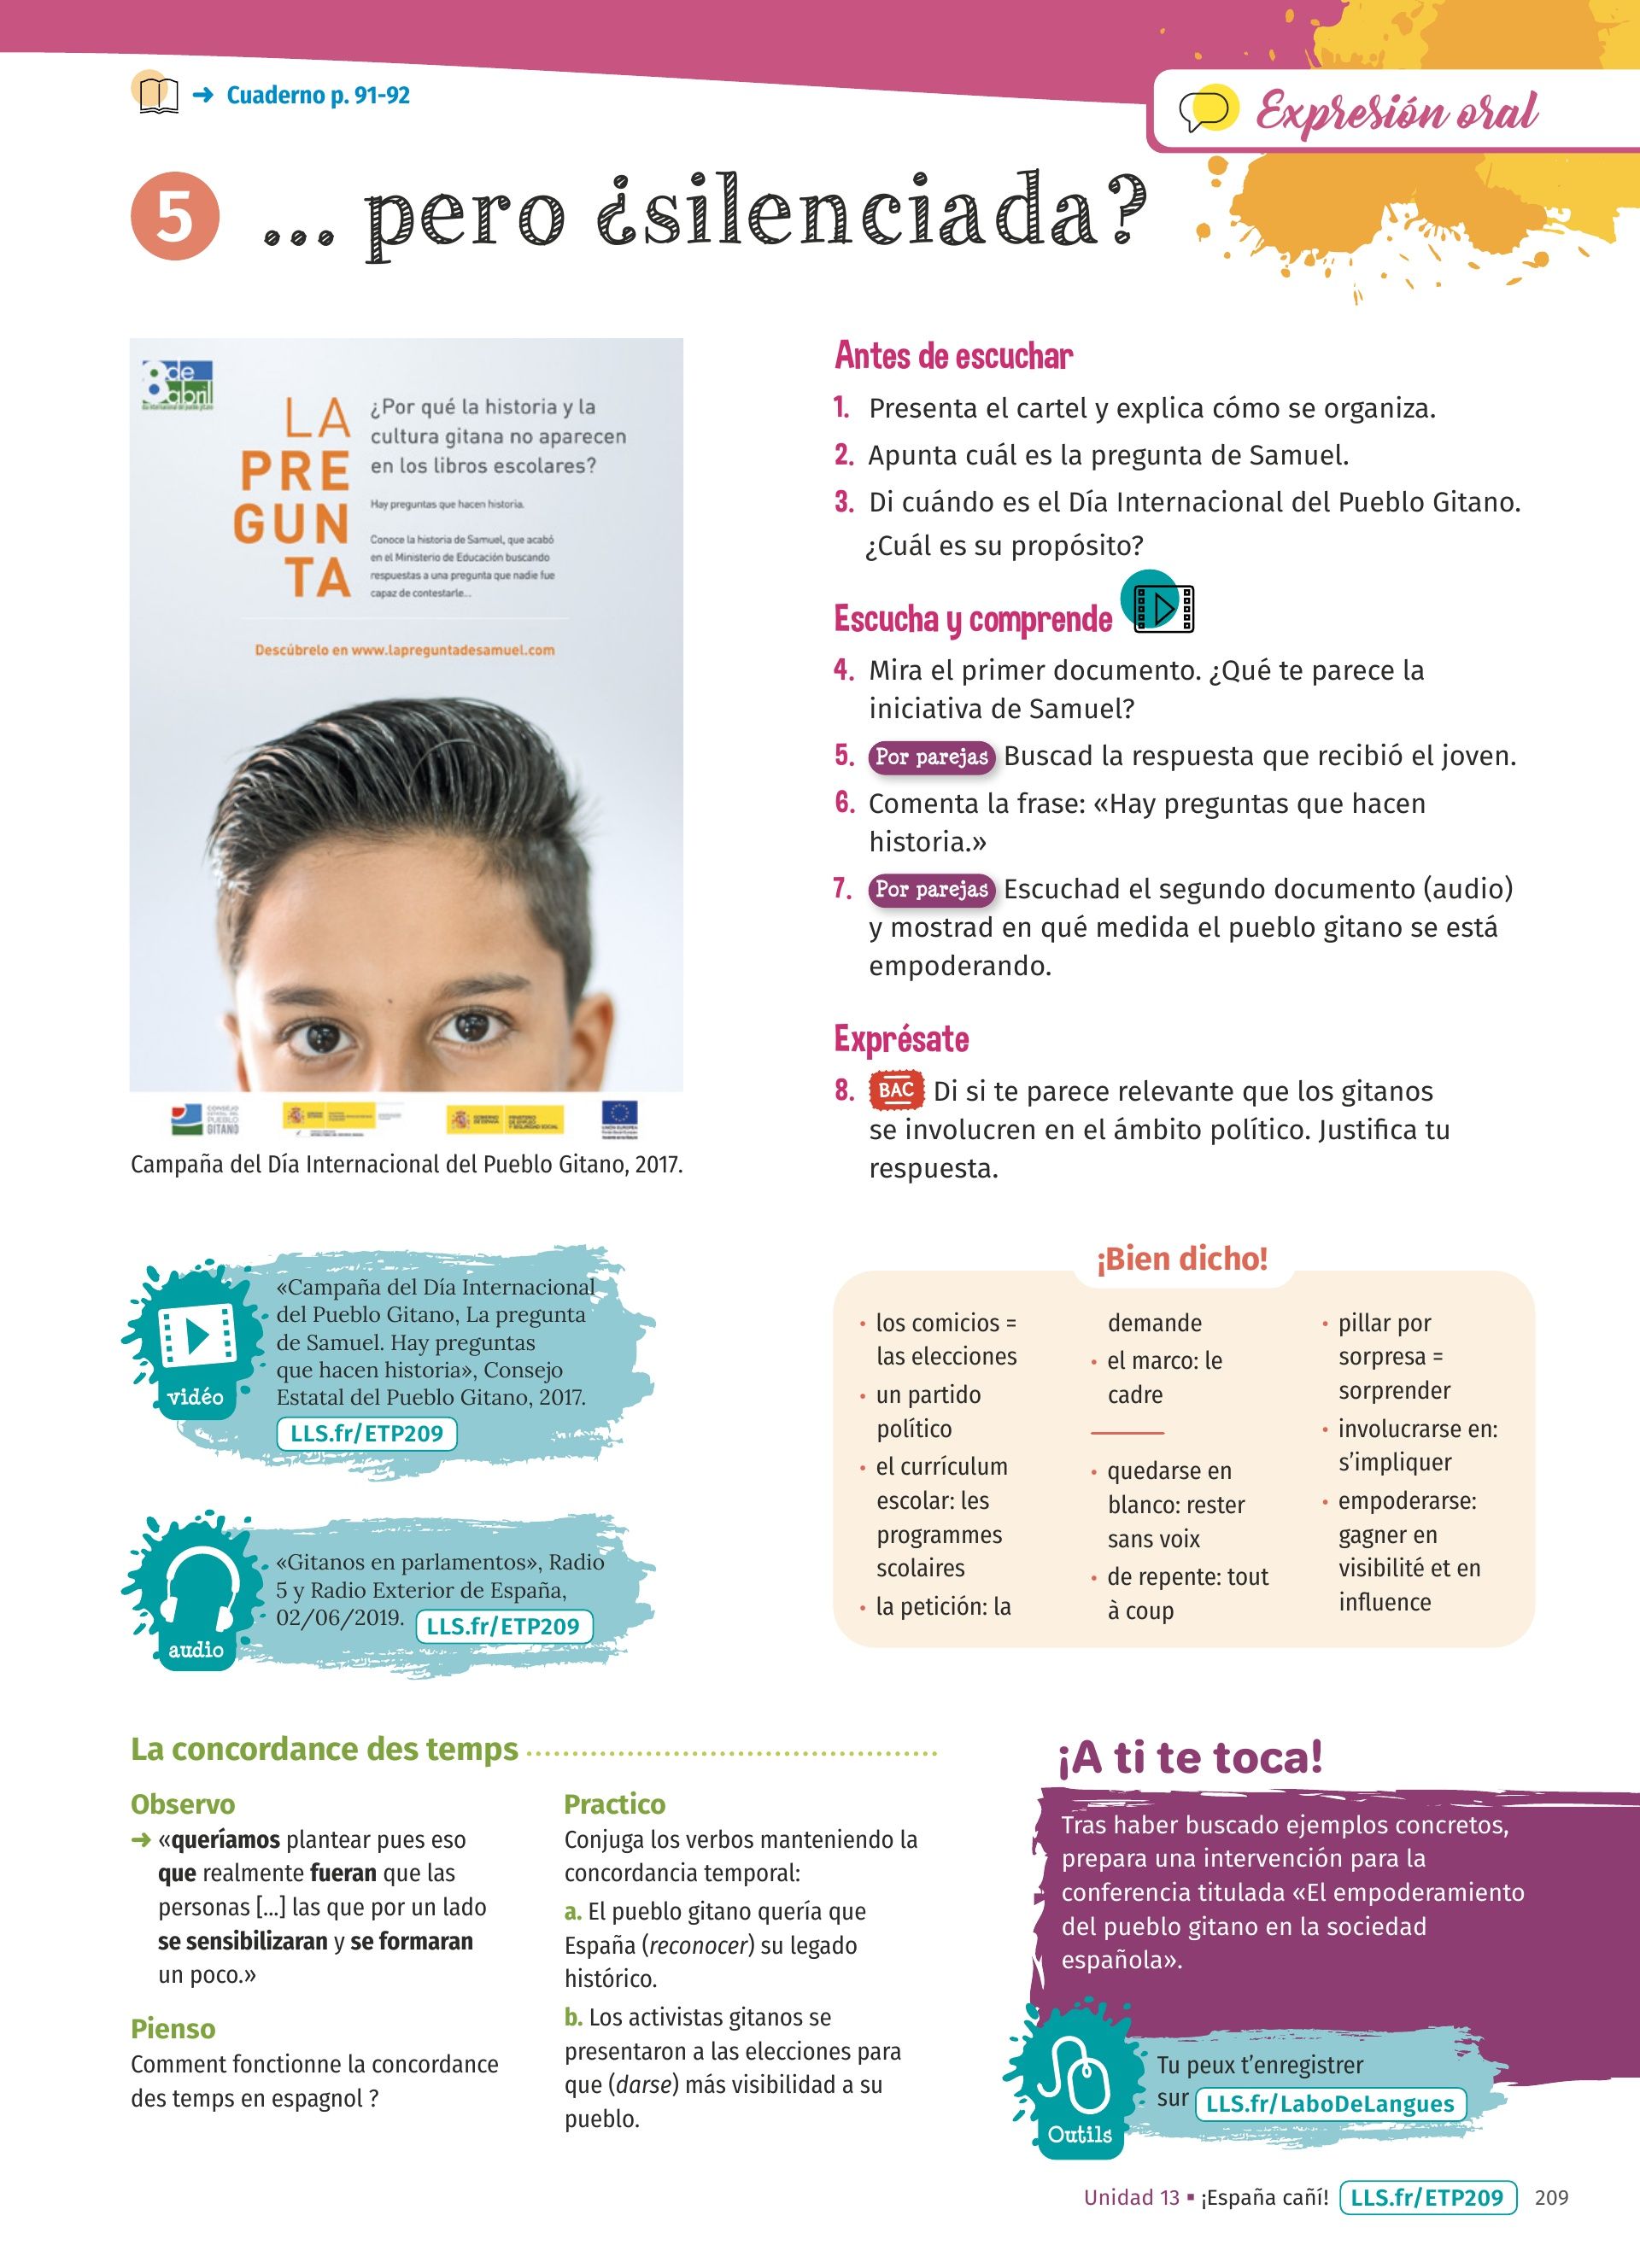 → Cuaderno p. 91-92
Expresión oral
5 ... pero ¿silenciada?
8 de abril
LA
PRE
GUN
TA
¿Por qué la historia y la
cultura gitana no aparecen
en los libros escolares?
Hay preguntas que hacen historia.
Conoce la historia de Samuel, que acabó
en el Ministerio de Educación buscando
respuestas a una pregunta que nadie fue
capaz de contestarle...
Descúbrelo en www.lapreguntadesamuel.com
CONSEJO
ESTATAL DEL
PUEBLO
GITANO
Campaña del Día Internacional del Pueblo Gitano, 2017.
vidéo
«Campaña del Día Internacional
del Pueblo Gitano, La pregunta
de Samuel. Hay preguntas
que hacen historia», Consejo
Estatal del Pueblo Gitano, 2017.
LLS.fr/ETP209
audio
«Gitanos en parlamentos», Radio
5 y Radio Exterior de España,
02/06/2019. LLS.fr/ETP209
Antes de escuchar
1. Presenta el cartel y explica cómo se organiza.
2. Apunta cuál es la pregunta de Samuel.
3. Di cuándo es el Día Internacional del Pueblo Gitano.
¿Cuál es su propósito?
Escucha y comprende
4. Mira el primer documento. ¿Qué te parece la
iniciativa de Samuel?
5. Por parejas Buscad la respuesta que recibió el joven.
6. Comenta la frase: «Hay preguntas que hacen
historia.»
7. Por parejas Escuchad el segundo documento (audio)
y mostrad en qué medida el pueblo gitano se está
empoderando.
Exprésate
8. BAC Di si te parece relevante que los gitanos
se involucren en el ámbito político. Justifica tu
respuesta.
¡Bien dicho!
• los comicios =
las elecciones
• un partido
político
• el currículum
escolar: les
programmes
scolaires
• la petición: la
demande
• el marco: le
cadre
• quedarse en
blanco: rester
sans voix
• de repente: tout
à coup
• pillar por
sorpresa =
sorprender
• involucrarse en:
s'impliquer
• empoderarse:
gagner en
visibilité et en
influence
La concordance des temps
Observo
→ «queríamos plantear pues eso
que realmente fueran que las
personas [...] las que por un lado
se sensibilizaran y se formaran
un poco.»
Pienso
Comment fonctionne la concordance
des temps en espagnol ?
Practico
Conjuga los verbos manteniendo la
concordancia temporal:
a. El pueblo gitano quería que
España (reconocer) su legado
histórico.
b. Los activistas gitanos se
presentaron a las elecciones para
que (darse) más visibilidad a su
pueblo.
¡A ti te toca!
Tras haber buscado ejemplos concretos,
prepara una intervención para la
conferencia titulada «El empoderamiento
del pueblo gitano en la sociedad
española».
Outils
Tu peux t'enregistrer
sur LLS.fr/LaboDeLangues
Unidad 13 ▪ ¡España cañí! LLS.fr/ETP209 209